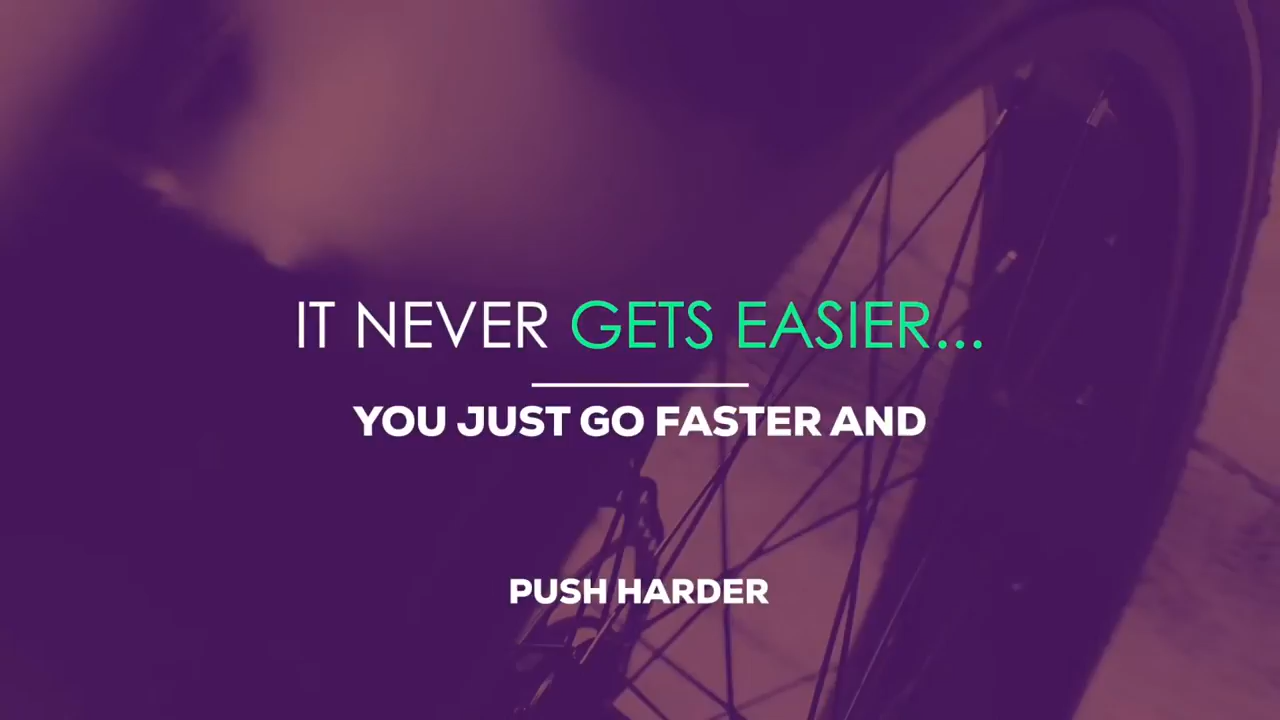 IT NEVER GETS EASIER...
YOU JUST GO FASTER AND
PUSH HARDER